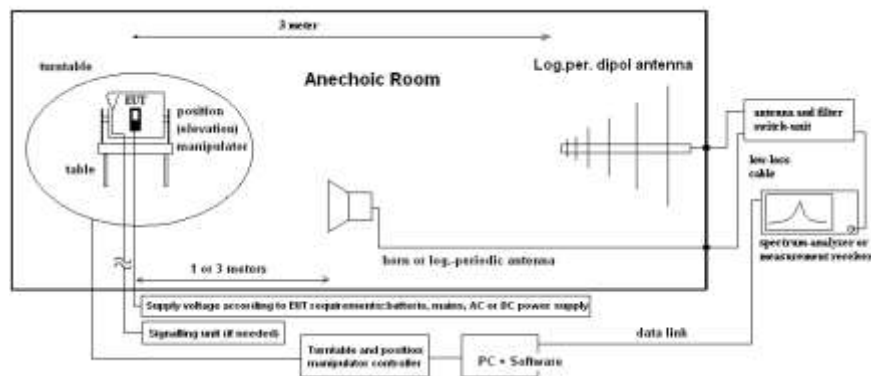 3 meter
turntable
Anechoic Room
Log.per. dipol antenna
EUT
position
(elevation)
manipulator
table
antenna and filter
switch-unit
low-loss
cable
spectrum-analyzer or
measurement receiver
horn or log.-periodic antenna
1 or 3 meters
Supply voltage according to EUT requirements:batterie, mains, AC or DC power supply
Signalling unit (if needed)
data link
Turntable and position
manipulator controller
PC + Software